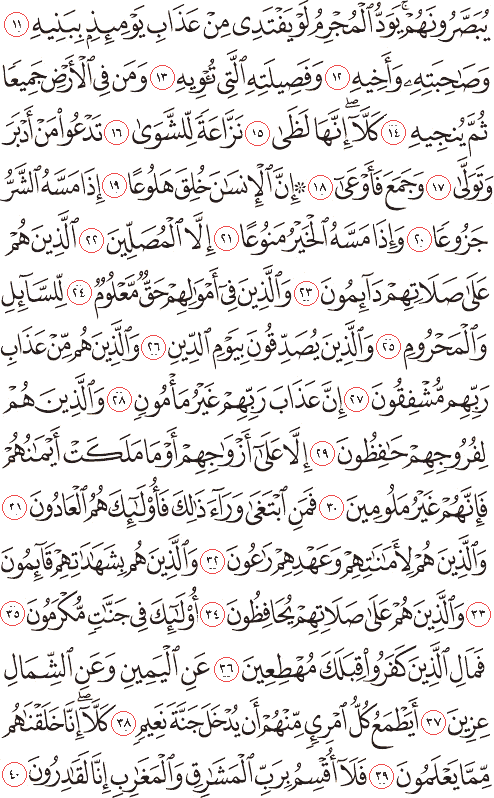 يُبَصَّرُونَهُمْ ۚ يَوَدُّ ٱلْمُجْرِمُ لَوْ يَفْتَدِى مِنْ عَذَابِ يَوْمِئِذٍۭ بِبَنِيهِ ١١
وَصَٰحِبَتِهِۦ وَأَخِيهِ ١٢ وَفَصِيلَتِهِ ٱلَّتِى تُـْٔوِيهِ ١٣ وَمَن فِى ٱلْأَرْضِ جَمِيعًا
ثُمَّ يُنجِيهِ ١٤ كَلَّآ ۖ إِنَّهَا لَظَىٰ ١٥ نَزَّاعَةً لِّلشَّوَىٰ ١٦ تَدْعُوا۟ مَنْ أَدْبَرَ
وَتَوَلَّىٰ ١٧ وَجَمَعَ فَأَوْعَىٰٓ ١٨ ۞ إِنَّ ٱلْإِنسَٰنَ خُلِقَ هَلُوعًا ١٩ إِذَا مَسَّهُ ٱلشَّرُّ
جَزُوعًا ٢٠ وَإِذَا مَسَّهُ ٱلْخَيْرُ مَنُوعًا ٢١ إِلَّا ٱلْمُصَلِّينَ ٢٢ ٱلَّذِينَ هُمْ
عَلَىٰ صَلَاتِهِمْ دَآئِمُونَ ٢٣ وَٱلَّذِينَ فِىٓ أَمْوَٰلِهِمْ حَقٌّ مَّعْلُومٌ ٢٤ لِّلسَّآئِلِ
وَٱلْمَحْرُومِ ٢٥ وَٱلَّذِينَ يُصَدِّقُونَ بِيَوْمِ ٱلدِّينِ ٢٦ وَٱلَّذِينَ هُم مِّنْ عَذَابِ
رَبِّهِم مُّشْفِقُونَ ٢٧ إِنَّ عَذَابَ رَبِّهِمْ غَيْرُ مَأْمُونٍ ٢٨ وَٱلَّذِينَ هُمْ
لِفُرُوجِهِمْ حَٰفِظُونَ ٢٩ إِلَّا عَلَىٰٓ أَزْوَٰجِهِمْ أَوْ مَا مَلَكَتْ أَيْمَٰنُهُمْ
فَإِنَّهُمْ غَيْرُ مَلُومِينَ ٣٠ فَمَنِ ٱبْتَغَىٰ وَرَآءَ ذَٰلِكَ فَأُو۟لَٰٓئِكَ هُمُ ٱلْعَادُونَ ٣١
وَٱلَّذِينَ هُمْ لِأَمَٰنَٰتِهِمْ وَعَهْدِهِمْ رَٰعُونَ ٣٢ وَٱلَّذِينَ هُم بِشَهَٰدَٰتِهِمْ قَآئِمُونَ
٣٣ وَٱلَّذِينَ هُمْ عَلَىٰ صَلَاتِهِمْ يُحَافِظُونَ ٣٤ أُو۟لَٰٓئِكَ فِى جَنَّٰتٍ مُّكْرَمُونَ ٣٥
فَمَالِ ٱلَّذِينَ كَفَرُوا۟ قِبَلَكَ مُهْطِعِينَ ٣٦ عَنِ ٱلْيَمِينِ وَعَنِ ٱلشِّمَالِ
عِزِينَ ٣٧ أَيَطْمَعُ كُلُّ ٱمْرِئٍ مِّنْهُمْ أَن يُدْخَلَ جَنَّةَ نَعِيمٍ ٣٨ كَلَّآ ۖ إِنَّا خَلَقْنَٰهُم
مِّمَّا يَعْلَمُونَ ٣٩ فَلَآ أُقْسِمُ بِرَبِّ ٱلْمَشَٰرِقِ وَٱلْمَغَٰرِبِ إِنَّا لَقَٰدِرُونَ ٤٠